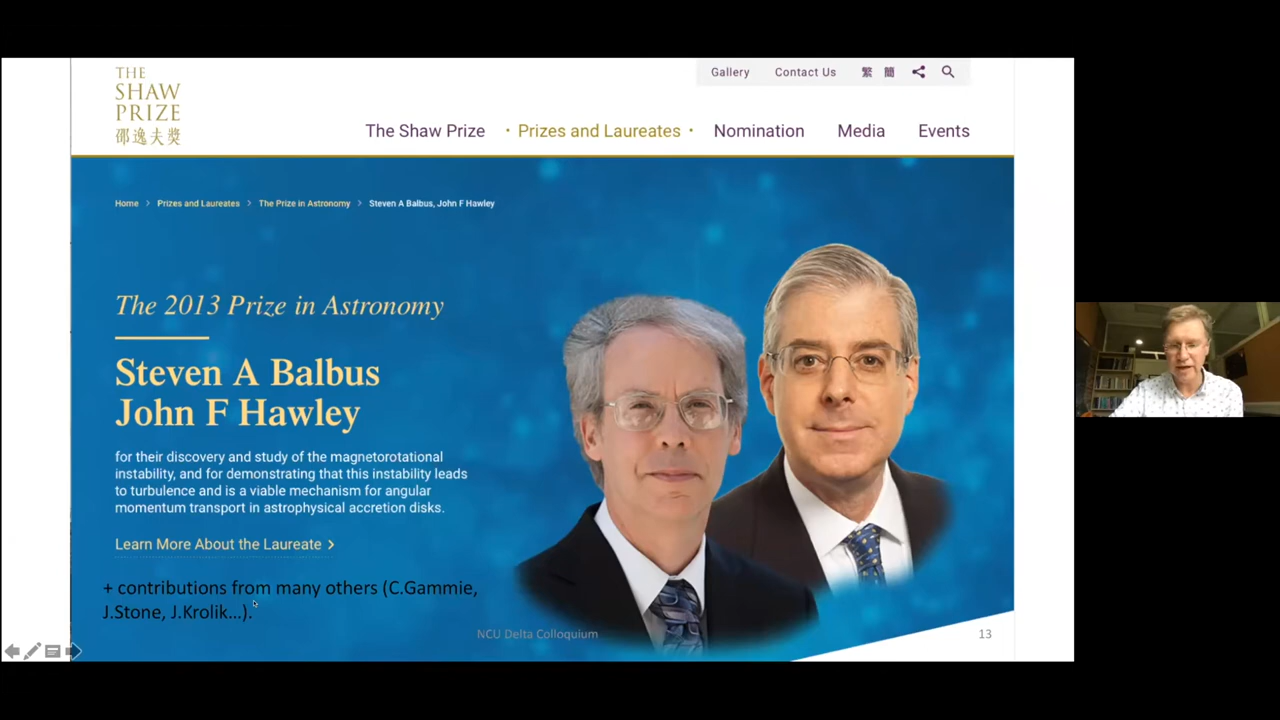 THE
SHAW
PRIZE
邵逸夫獎
Gallery Contact Us 繁 簡
The Shaw Prize · Prizes and Laureates · Nomination Media Events
Home > Prizes and Laureates > The Prize in Astronomy > Steven A Balbus, John F Hawley
The 2013 Prize in Astronomy
Steven A Balbus
John F Hawley
for their discovery and study of the magnetorotational
instability, and for demonstrating that this instability leads
to turbulence and is a viable mechanism for angular
momentum transport in astrophysical accretion disks.
Learn More About the Laureate >
+ contributions from many others (C.Gammie,
J.Stone, J.Krolik...).
NCU Delta Colloquium
13